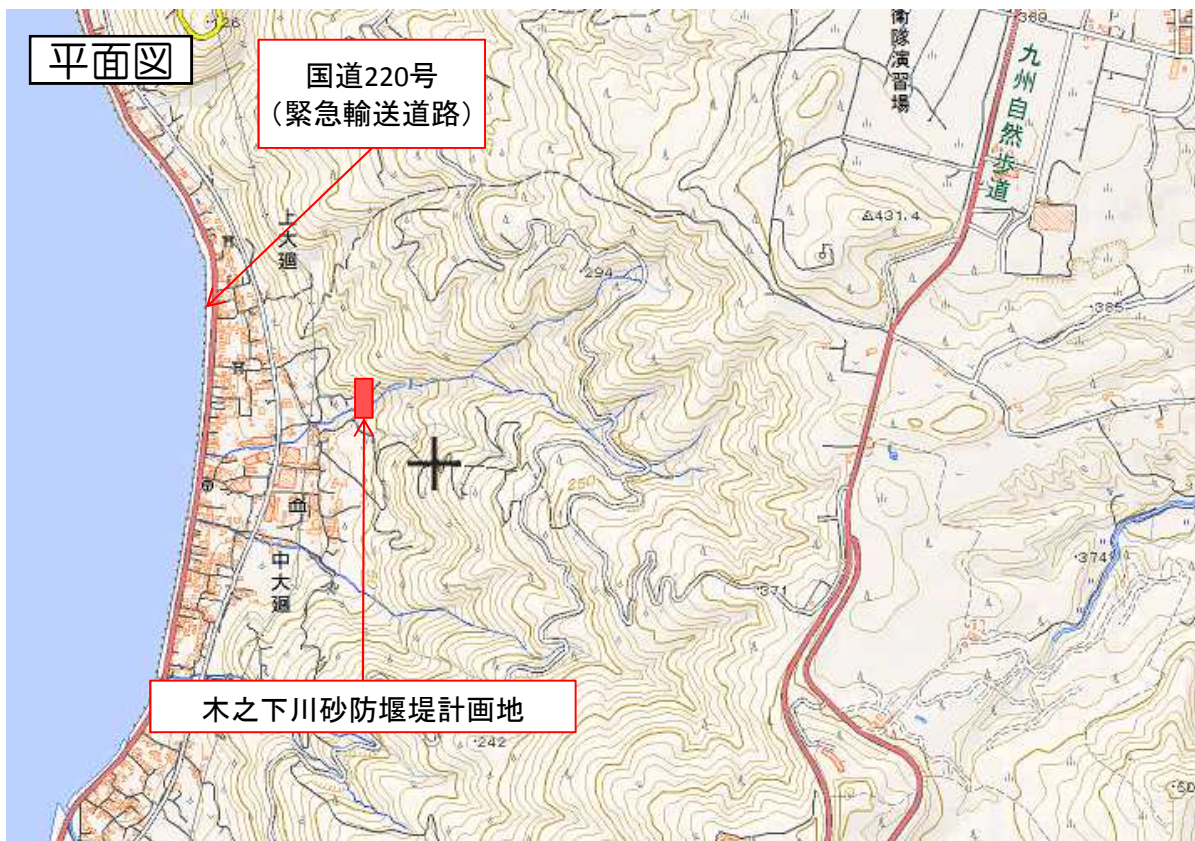 平面図
国道220号
（緊急輸送道路）
衛隊演習場
九州自然歩道
・126
・369
上大廻
△431.4
294
・385
250
中大廻
・371
・374
木之下川砂防堰堤計画地
・242